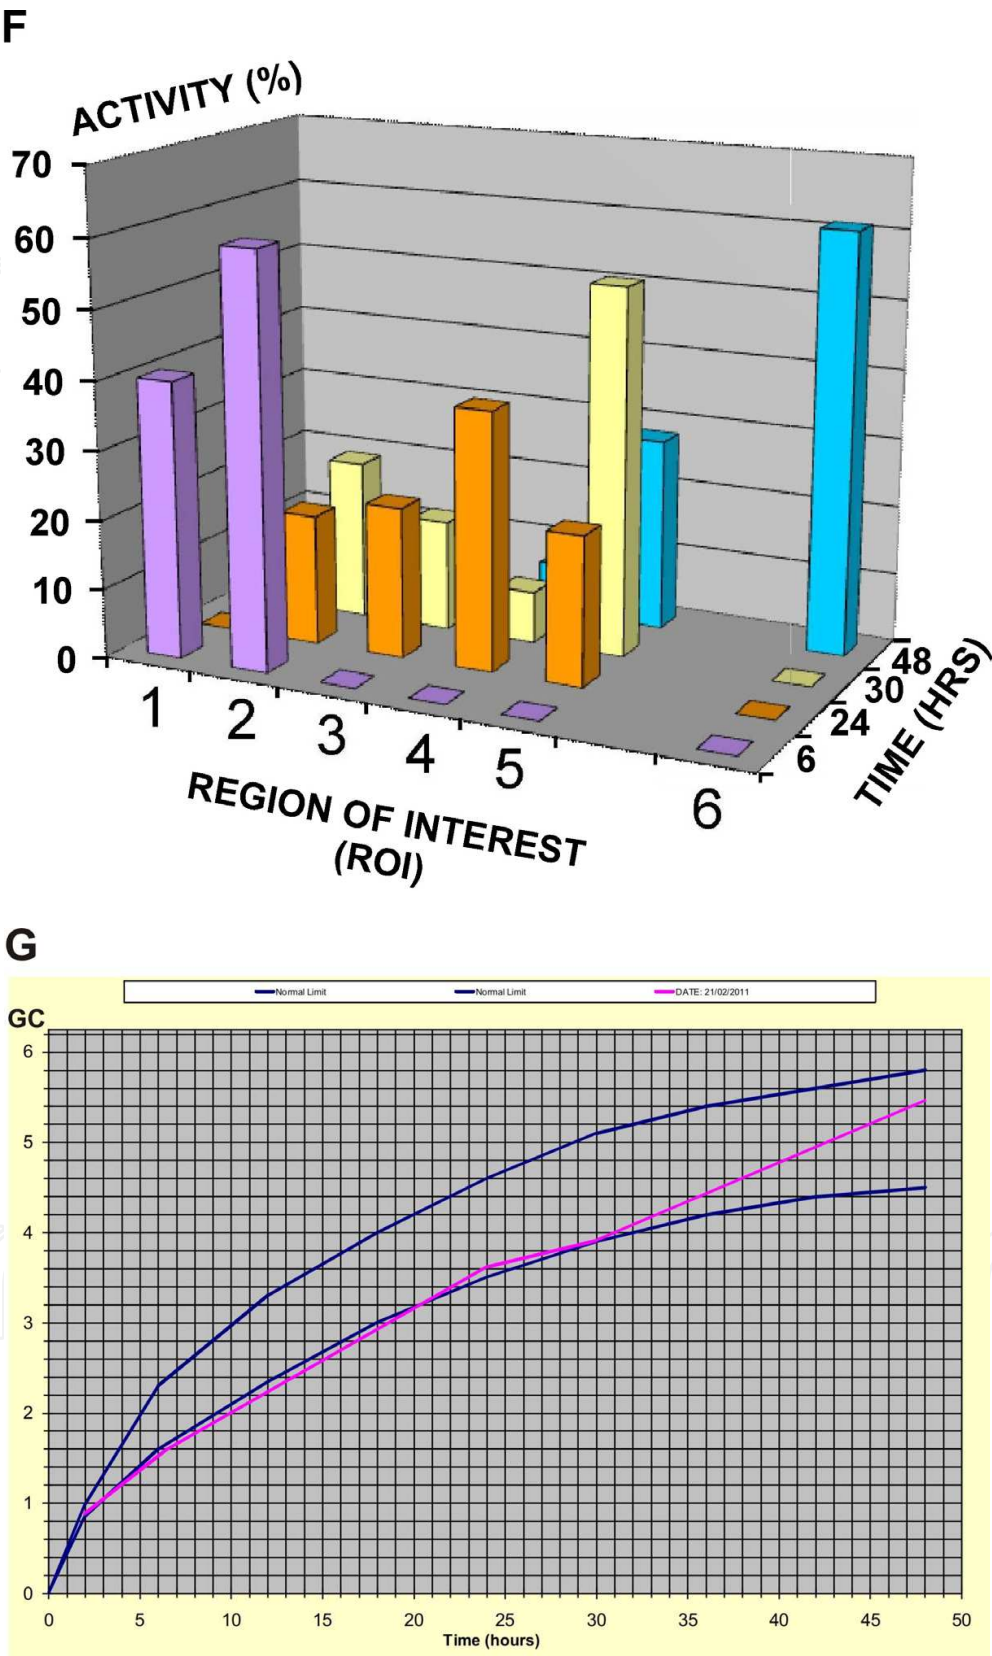 F
ACTIVITY (%)
70
60
50
40
30
20
10
0
1
2
3
4
5
6
REGION OF INTEREST
(ROI)
6
24
30
48
TIME (HRS)
G
Normal Limit Normal Limit DATE: 21/02/2011
GC
6
5
4
3
2
1
0
0 5 10 15 20 25 30 35 40 45 50
Time (hours)